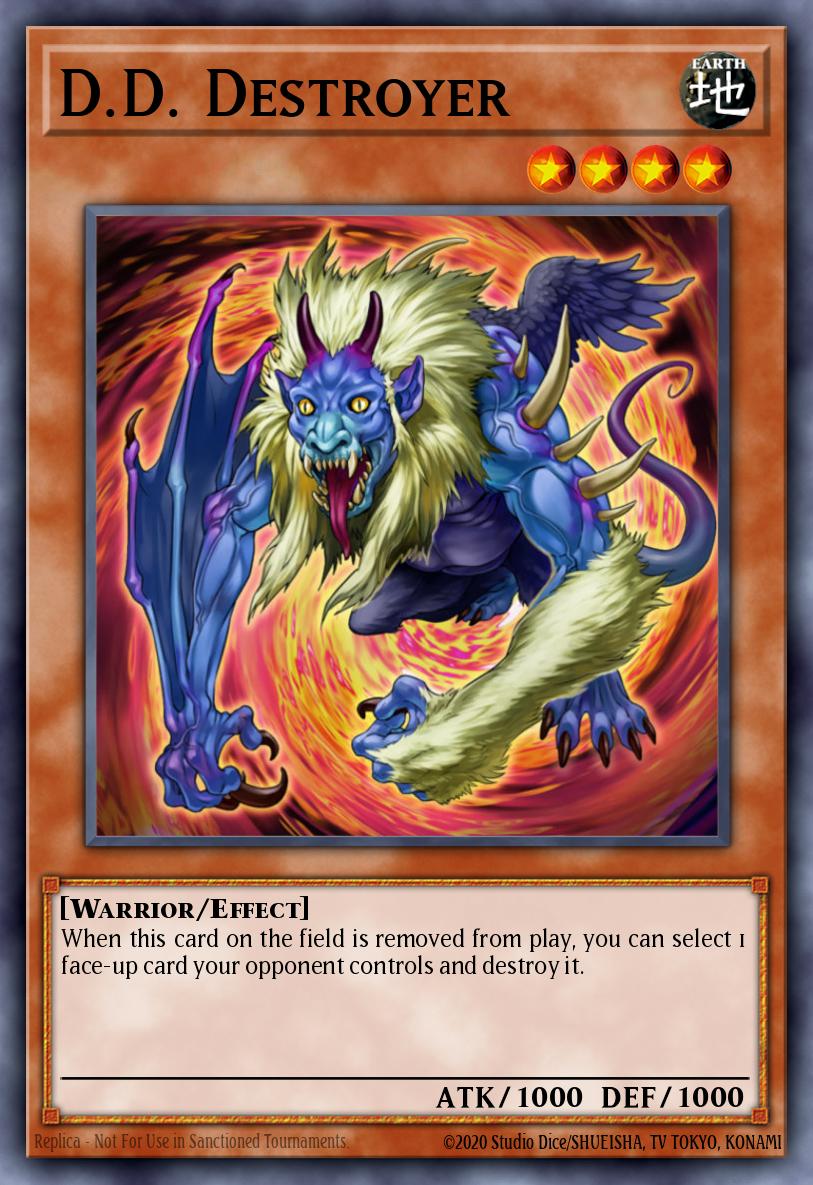 D.D. Destroyer
EARTH
地
[Warrior/Effect]
When this card on the field is removed from play, you can select 1
face-up card your opponent controls and destroy it.
ATK/1000 DEF/1000
Replica - Not For Use in Sanctioned Tournaments.
©2020 Studio Dice/SHUEISHA, TV TOKYO, KONAMI